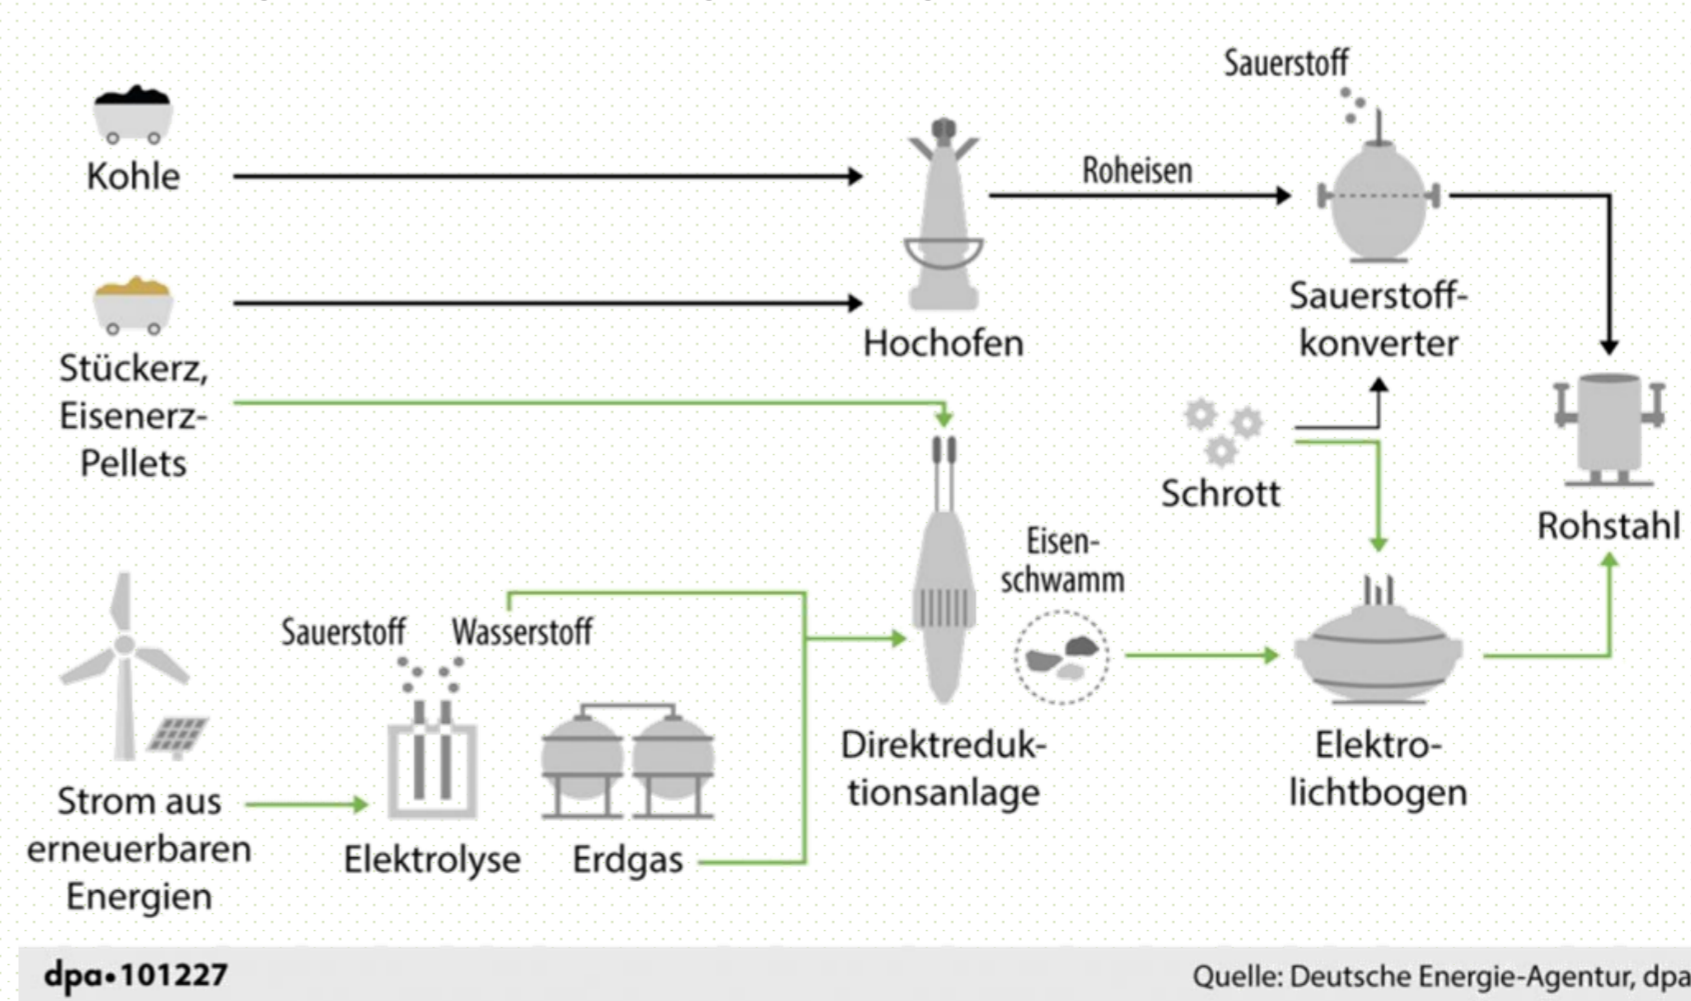 Sauerstoff
Kohle
Roheisen
Stückerz,
Eisenerz-
Pellets
Hochofen
Sauerstoff-
konverter
Schrott
Rohstahl
Eisen-
schwamm
Sauerstoff
Wasserstoff
Strom aus
erneuerbaren
Energien
Elektrolyse
Erdgas
Direktreduk-
tionsanlage
Elektro-
lichtbogen
dpa•101227
Quelle: Deutsche Energie-Agentur, dpa